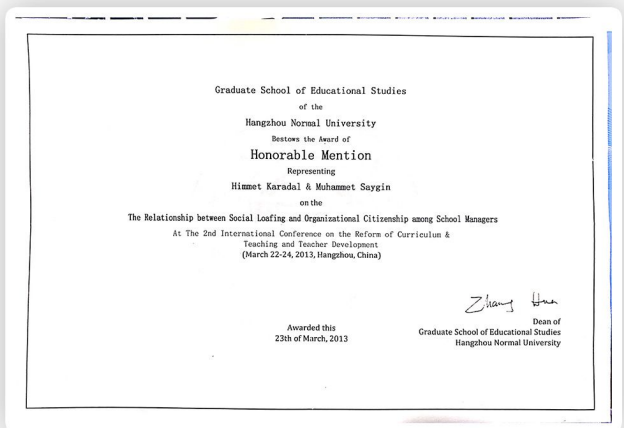 Graduate School of Educational Studies
of the
Hangzhou Normal University
Bestows the Award of
Honorable Mention
Representing
Himmet Karadal & Muhammet Saygin
on the
The Relationship between Social Loafing and Organizational Citizenship among School Managers
At The 2nd International Conference on the Reform of Curriculum &
Teaching and Teacher Development
(March 22-24, 2013, Hangzhou, China)
Zhang Hua
Dean of
Graduate School of Educational Studies
Hangzhou Normal University
Awarded this
23th of March, 2013